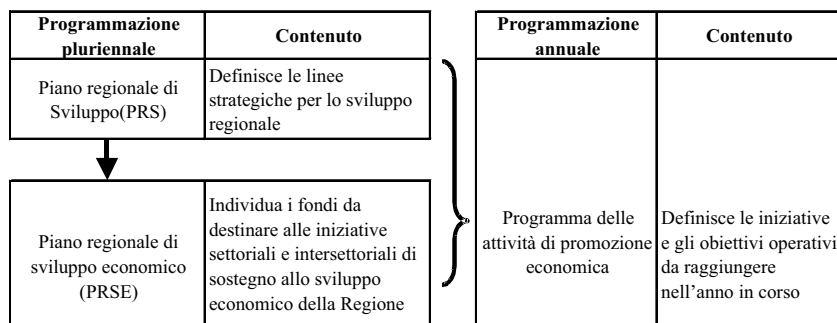 Programmazione
pluriennale
Contenuto
Piano regionale di
Sviluppo(PRS)
Definisce le linee
strategiche per lo sviluppo
regionale
Piano regionale di
sviluppo economico
(PRSE)
Individua i fondi da
destinare alle iniziative
settoriali e intersettoriali di
sostegno allo sviluppo
economico della Regione
Programmazione
annuale
Contenuto
Programma delle
attività di promozione
economica
Definisce le iniziative
e gli obiettivi operativi
da raggiungere
nell'anno in corso